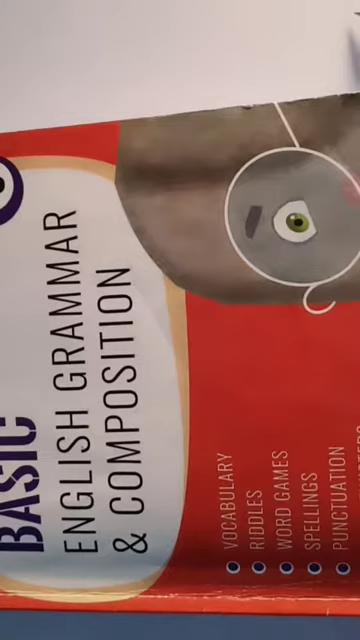 BASIC
ENGLISH GRAMMAR
& COMPOSITION
VOCABULARY
RIDDLES
WORD GAMES
SPELLINGS
PUNCTUATION